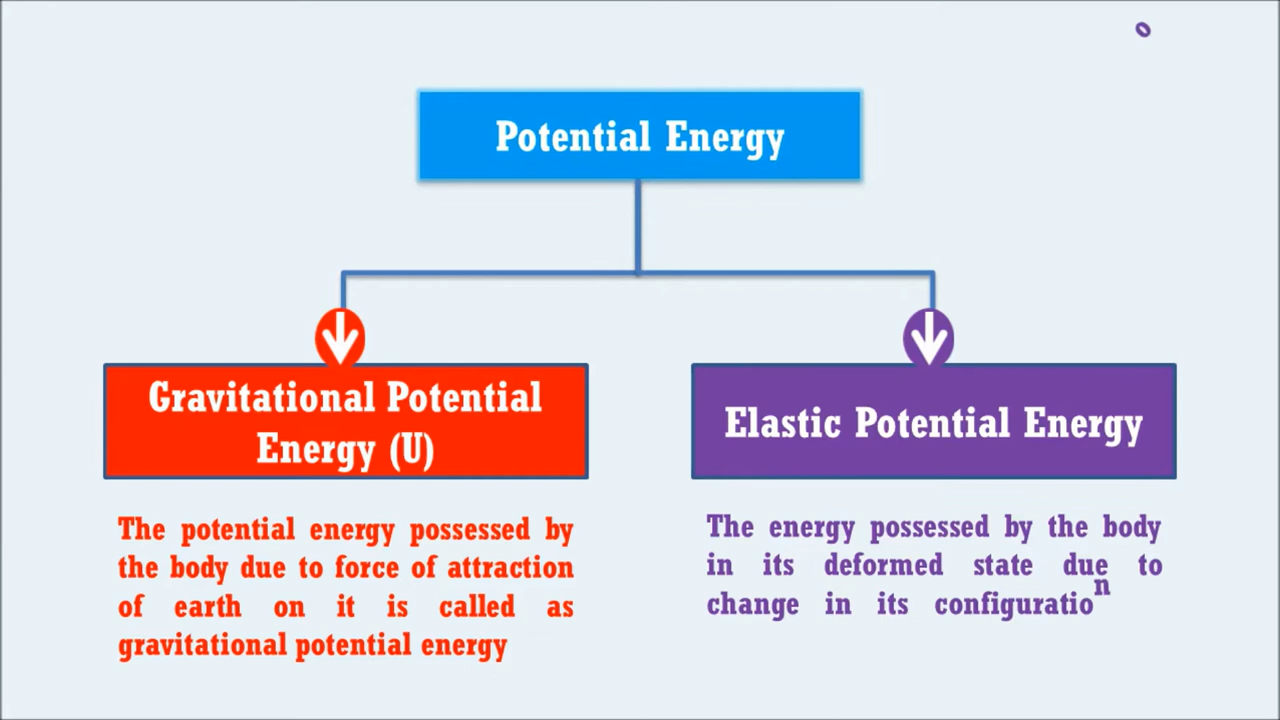 Potential Energy
Gravitational Potential
Energy (U)
The potential energy possessed by
the body due to force of attraction
of earth on it is called as
gravitational potential energy
Elastic Potential Energy
The energy possessed by the body
in its deformed state due to
change in its configuration
o